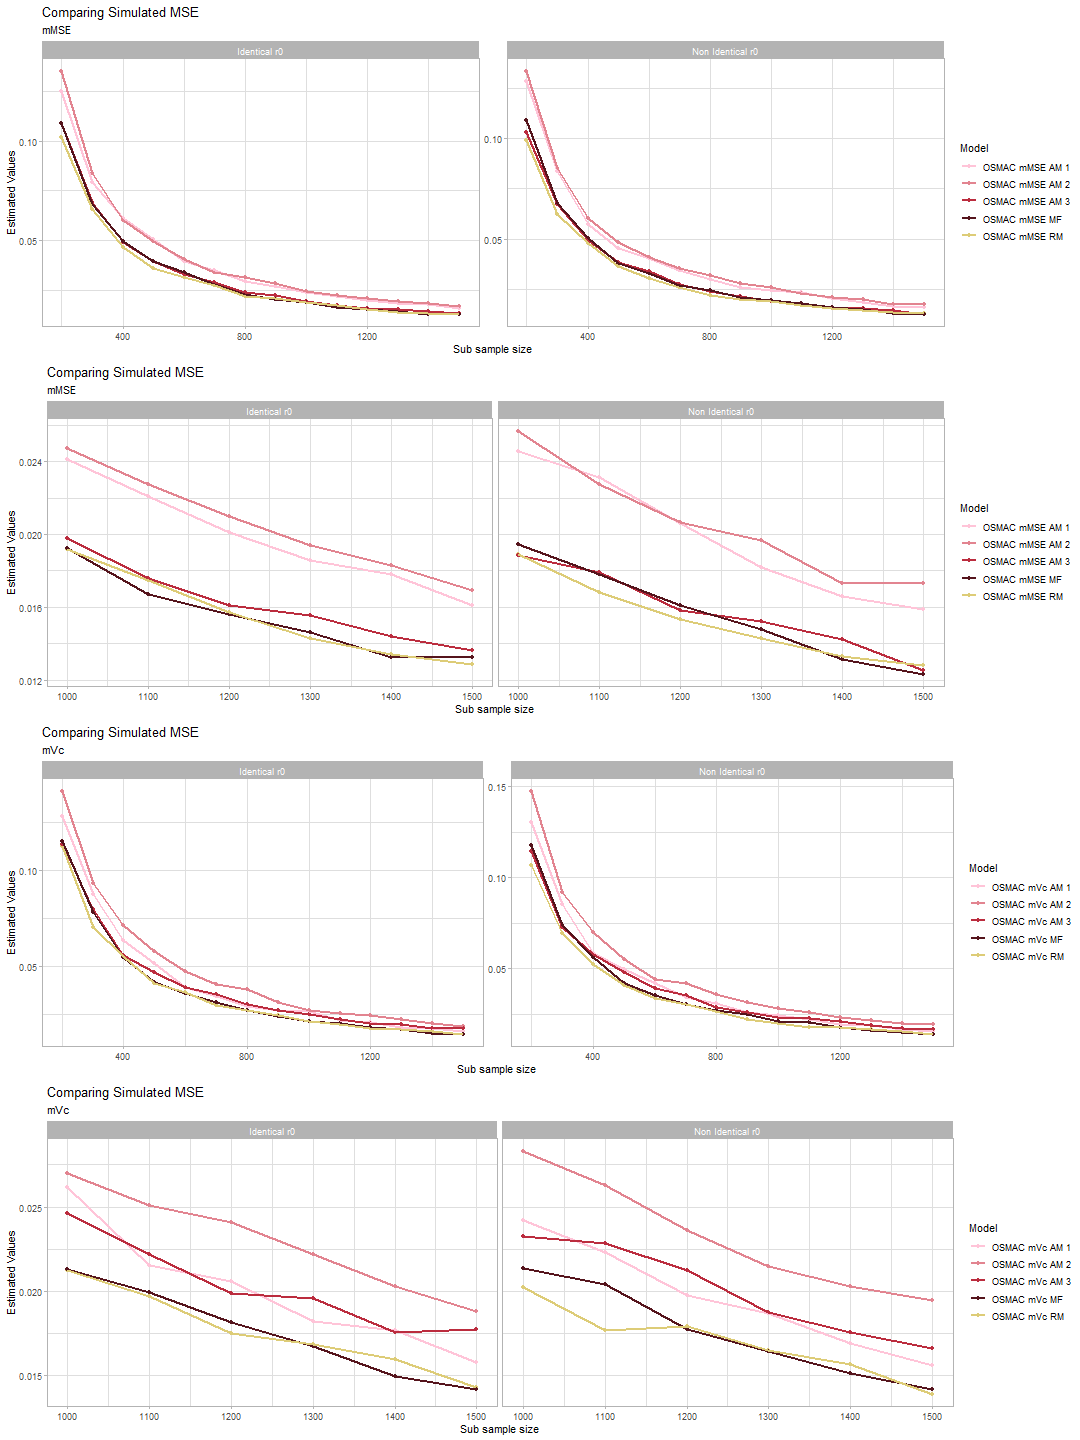 Comparing Simulated MSE
mMSE
Identical r0
Non Identical r0
Estimated Values
0.10
0.05
0.10
0.05
400
800
1200
400
800
1200
Sub sample size
Model
OSMAC mMSE AM 1
OSMAC mMSE AM 2
OSMAC mMSE AM 3
OSMAC mMSE MF
OSMAC mMSE RM
Comparing Simulated MSE
mMSE
Identical r0
Non Identical r0
Estimated Values
0.024
0.020
0.016
0.012
1000
1100
1200
1300
1400
1500
1000
1100
1200
1300
1400
1500
Sub sample size
Model
OSMAC mMSE AM 1
OSMAC mMSE AM 2
OSMAC mMSE AM 3
OSMAC mMSE MF
OSMAC mMSE RM
Comparing Simulated MSE
mVc
Identical r0
Non Identical r0
Estimated Values
0.10
0.05
0.15
0.10
0.05
400
800
1200
400
800
1200
Sub sample size
Model
OSMAC mVc AM 1
OSMAC mVc AM 2
OSMAC mVc AM 3
OSMAC mVc MF
OSMAC mVc RM
Comparing Simulated MSE
mVc
Identical r0
Non Identical r0
Estimated Values
0.025
0.020
0.015
1000
1100
1200
1300
1400
1500
1000
1100
1200
1300
1400
1500
Sub sample size
Model
OSMAC mVc AM 1
OSMAC mVc AM 2
OSMAC mVc AM 3
OSMAC mVc MF
OSMAC mVc RM